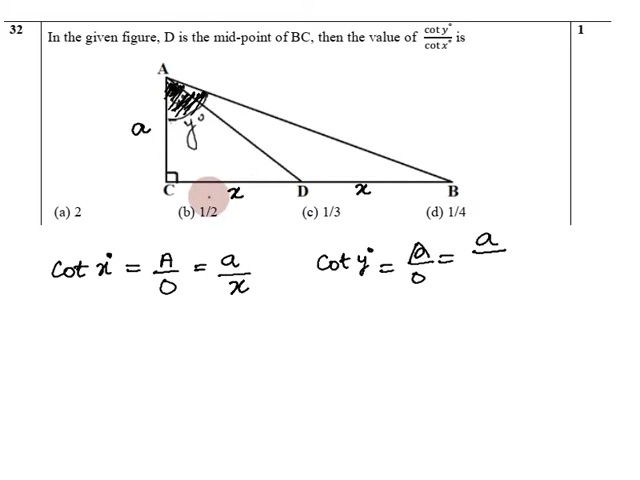 32 In the given figure, D is the mid-point of BC, then the value of cot y° / cot x° is 1
A
a y°
C x D x B
(a) 2 (b) 1/2 (c) 1/3 (d) 1/4
cot x° = A/O = a/x cot y° = A/O = a